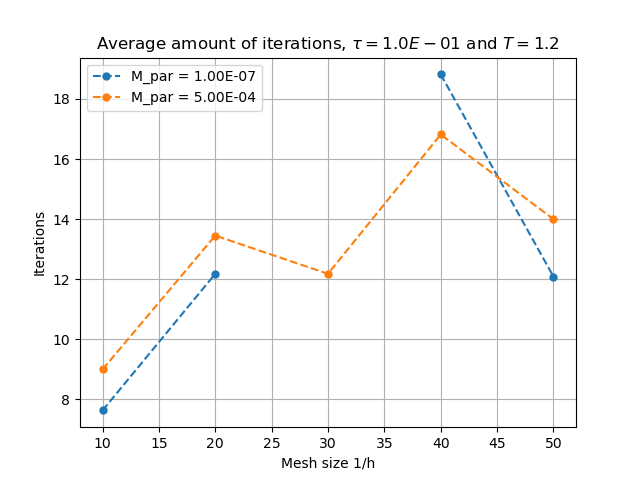 Average amount of iterations, τ = 1.0E − 01 and T = 1.2
M_par = 1.00E-07
M_par = 5.00E-04
18
16
14
12
10
8
Iterations
10 15 20 25 30 35 40 45 50
Mesh size 1/h